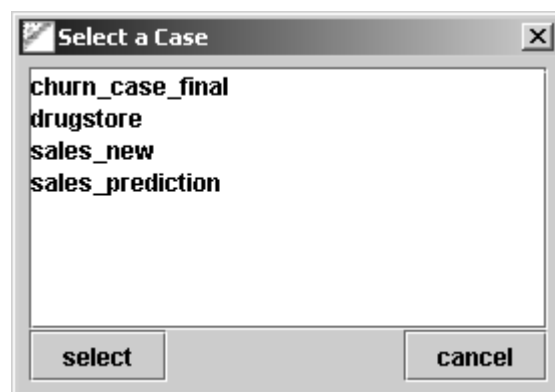 Select a Case
churn_case_final
drugstore
sales_new
sales_prediction
select cancel